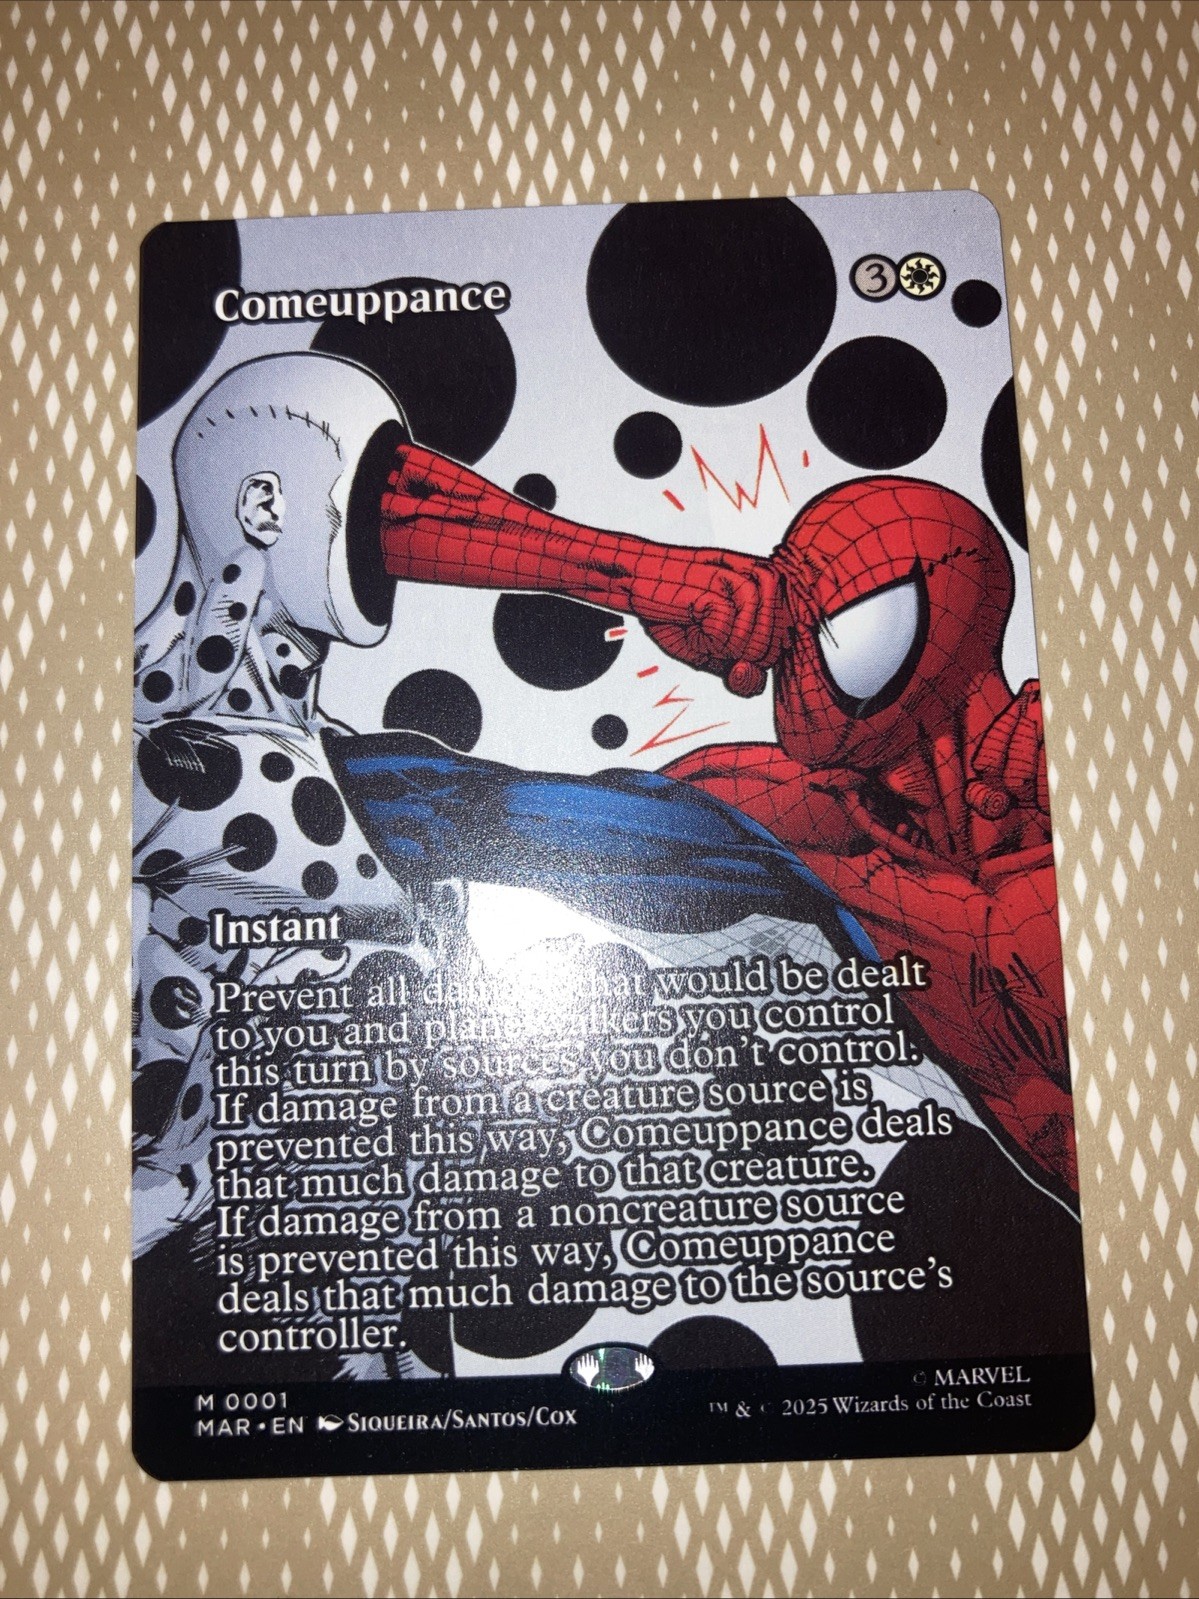 Comeuppance
3
Instant
Prevent all damage that would be dealt
to you and planeswalkers you control
this turn by sources you don't control.
If damage from a creature source is
prevented this way, Comeuppance deals
that much damage to that creature.
If damage from a noncreature source
is prevented this way, Comeuppance
deals that much damage to the source's
controller.
M 0001
MAR • EN SIQUEIRA/SANTOS/COX
© MARVEL
™ & © 2025 Wizards of the Coast